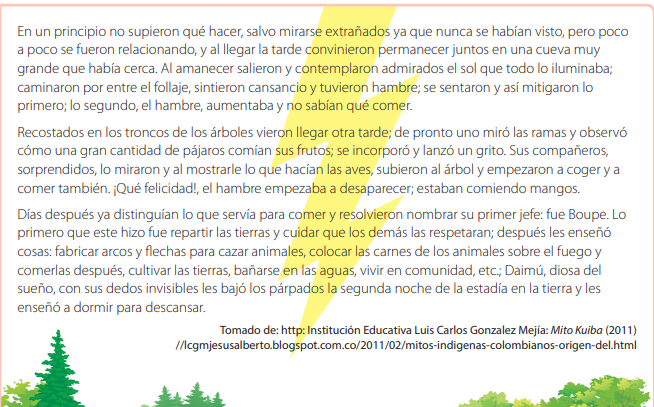 En un principio no supieron qué hacer, salvo mirarse extrañados ya que nunca se habían visto, pero poco
a poco se fueron relacionando, y al llegar la tarde convinieron permanecer juntos en una cueva muy
grande que había cerca. Al amanecer salieron y contemplaron admirados el sol que todo lo iluminaba;
caminaron por entre el follaje, sintieron cansancio y tuvieron hambre; se sentaron y así mitigaron lo
primero; lo segundo, el hambre, aumentaba y no sabían qué comer.
Recostados en los troncos de los árboles vieron llegar otra tarde; de pronto uno miró las ramas y observó
cómo una gran cantidad de pájaros comían sus frutos; se incorporó y lanzó un grito. Sus compañeros,
sorprendidos, lo miraron y al mostrarle lo que hacían las aves, subieron al árbol y empezaron a coger y a
comer también. ¡Qué felicidad!, el hambre empezaba a desaparecer; estaban comiendo mangos.
Días después ya distinguían lo que servía para comer y resolvieron nombrar su primer jefe: fue Boupe. Lo
primero que este hizo fue repartir las tierras y cuidar que los demás las respetaran; después les enseñó
cosas: fabricar arcos y flechas para cazar animales, colocar las carnes de los animales sobre el fuego y
comerlas después, cultivar las tierras, bañarse en las aguas, vivir en comunidad, etc.; Daimú, diosa del
sueño, con sus dedos invisibles les bajó los párpados la segunda noche de la estadía en la tierra y les
enseñó a dormir para descansar.
Tomado de: http: Institución Educativa Luis Carlos Gonzalez Mejía: Mito Kuiba (2011)
//lcgmjesusalberto.blogspot.com.co/2011/02/mitos-indigenas-colombianos-origen-del.html